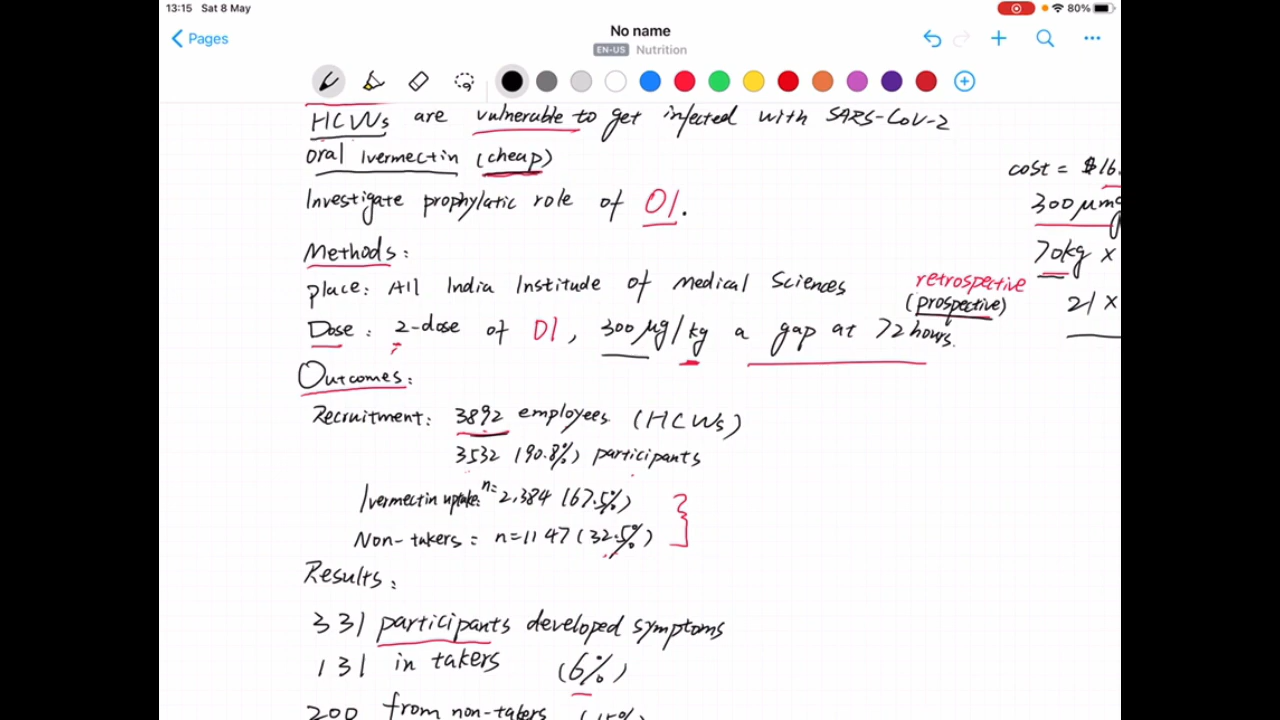 13:15 Sat 8 May 80%
Pages
No name
EN-US Nutrition
HCWs are vulnerable to get infected with SARS-CoV-2
Oral Ivermectin (cheap)
Investigate prophylatic role of OI.
Methods:
place: All India Institude of Medical Sciences
retrospective
(prospective)
Dose: 2-dose of OI, 300 μg/kg a gap at 72 hours.
cost = $16.
300 μmg
70kg ×
21 ×
Outcomes:
Recruitment: 3892 employees (HCWs)
3532 (90.8%) participants
Ivermectin uptake: n= 2,384 (67.5%)
Non-takers: n=1147 (32.5%)
Results:
331 participants developed symptoms
131 in takers (6%)
200 from non-takers (15%)